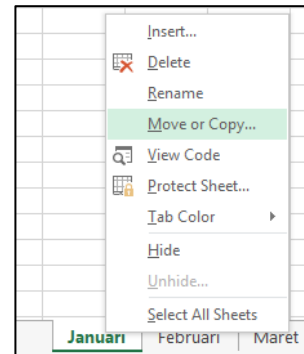 Insert...
Delete
Rename
Move or Copy...
View Code
Protect Sheet...
Tab Color
Hide
Unhide...
Select All Sheets
Januari Februari Maret